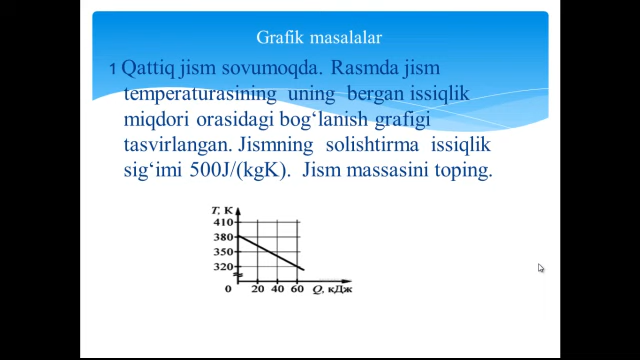 Grafik masalalar
1 Qattiq jism sovumoqda. Rasmda jism
temperaturasining uning bergan issiqlik
miqdori orasidagi bog‘lanish grafigi
tasvirlangan. Jismning solishtirma issiqlik
sig‘imi 500J/(kgK). Jism massasini toping.
T, К
410
380
350
320
0 20 40 60 Q, кДж